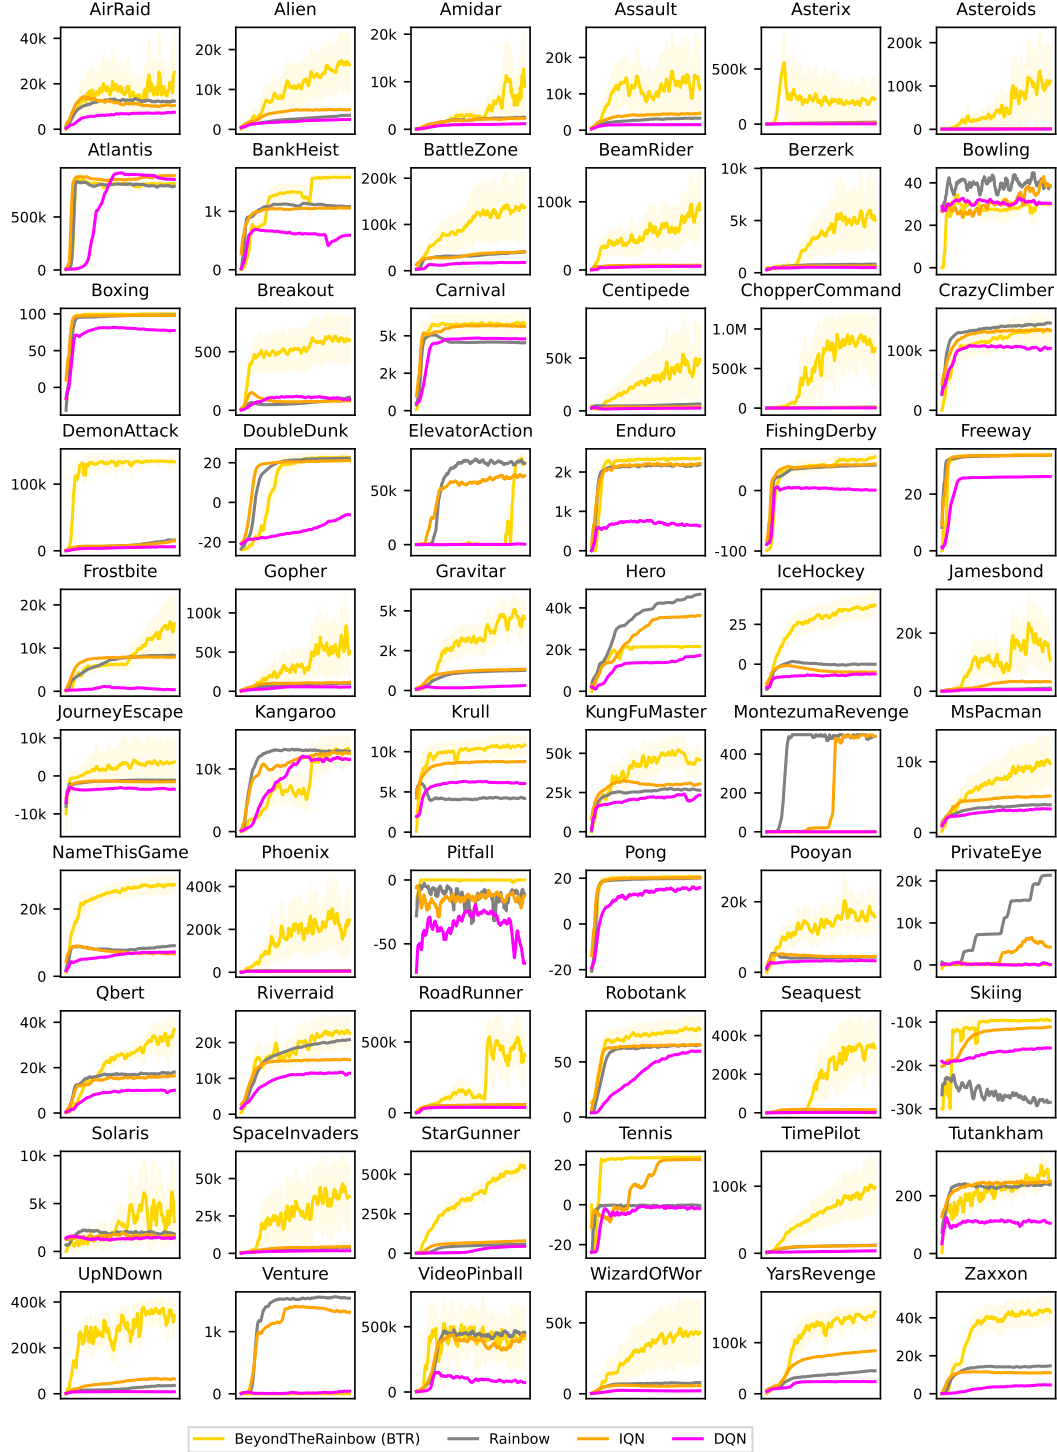 AirRaid Alien Amidar Assault Asterix Asteroids
40k 20k 0
20k 10k 0
20k 10k 0
20k 10k 0
500k 0
200k 100k 0
Atlantis BankHeist BattleZone BeamRider Berzerk Bowling
500k 0
1k 0
200k 100k 0
100k 0
10k 5k 0
40 20 0
Boxing Breakout Carnival Centipede ChopperCommand CrazyClimber
100 50 0
500 0
5k 2k 0
50k 0
1.0M 500k 0
100k 0
DemonAttack DoubleDunk ElevatorAction Enduro FishingDerby Freeway
100k 0
20 0 -20
50k 0
2k 1k 0
0 -100
20 0
Frostbite Gopher Gravitar Hero IceHockey Jamesbond
20k 10k 0
100k 50k 0
5k 2k 0
40k 20k 0
25 0
20k 0
JourneyEscape Kangaroo Krull KungFuMaster MontezumaRevenge MsPacman
10k 0 -10k
10k 0
10k 5k 0
50k 25k 0
400 200 0
10k 0
NameThisGame Phoenix Pitfall Pong Pooyan PrivateEye
20k 0
400k 200k 0
0 -50
20 0 -20
20k 10k 0
20k 10k 0
Qbert Riverraid RoadRunner Robotank Seaquest Skiing
40k 20k 0
20k 10k 0
500k 0
50 0
400k 200k 0
-10k -20k -30k
Solaris SpaceInvaders StarGunner Tennis TimePilot Tutankham
10k 5k 0
50k 25k 0
500k 250k 0
20 0 -20
100k 0
200 0
UpNDown Venture VideoPinball WizardOfWor YarsRevenge Zaxxon
400k 200k 0
1k 0
500k 0
50k 0
100k 0
40k 20k 0
BeyondTheRainbow (BTR) Rainbow IQN DQN